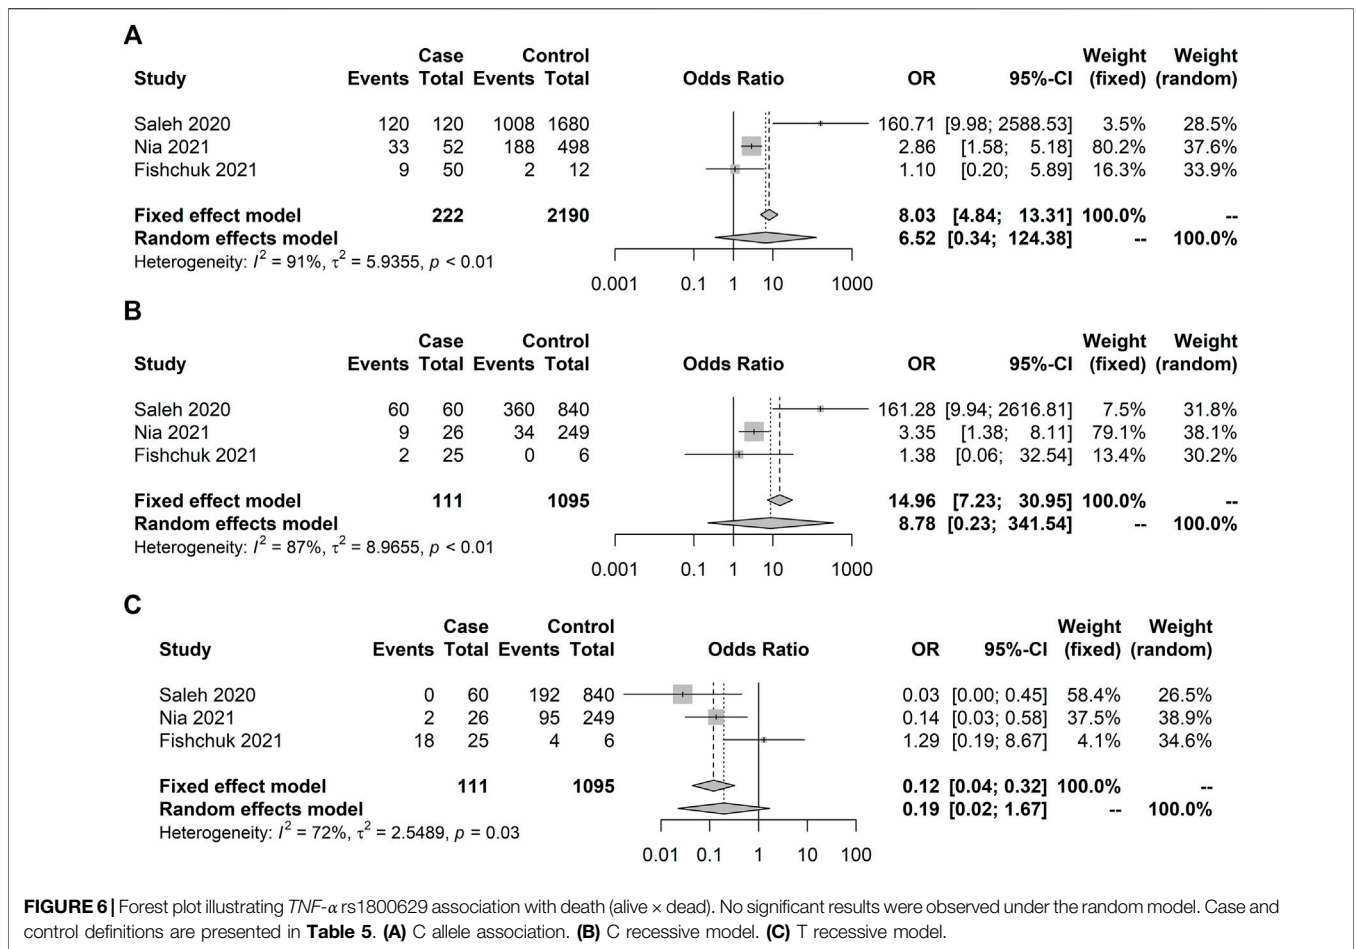 A
Case Control Weight Weight
Study Events Total Events Total Odds Ratio OR 95%-CI (fixed) (random)
Saleh 2020 120 120 1008 1680 160.71 [9.98; 2588.53] 3.5% 28.5%
Nia 2021 33 52 188 498 2.86 [1.58; 5.18] 80.2% 37.6%
Fishchuk 2021 9 50 2 12 1.10 [0.20; 5.89] 16.3% 33.9%
Fixed effect model 222 2190 8.03 [4.84; 13.31] 100.0% --
Random effects model 6.52 [0.34; 124.38] -- 100.0%
Heterogeneity: I² = 91%, τ² = 5.9355, p < 0.01
0.001 0.1 1 10 1000
B
Case Control Weight Weight
Study Events Total Events Total Odds Ratio OR 95%-CI (fixed) (random)
Saleh 2020 60 60 360 840 161.28 [9.94; 2616.81] 7.5% 31.8%
Nia 2021 9 26 34 249 3.35 [1.38; 8.11] 79.1% 38.1%
Fishchuk 2021 2 25 0 6 1.38 [0.06; 32.54] 13.4% 30.2%
Fixed effect model 111 1095 14.96 [7.23; 30.95] 100.0% --
Random effects model 8.78 [0.23; 341.54] -- 100.0%
Heterogeneity: I² = 87%, τ² = 8.9655, p < 0.01
0.001 0.1 1 10 1000
C
Case Control Weight Weight
Study Events Total Events Total Odds Ratio OR 95%-CI (fixed) (random)
Saleh 2020 0 60 192 840 0.03 [0.00; 0.45] 58.4% 26.5%
Nia 2021 2 26 95 249 0.14 [0.03; 0.58] 37.5% 38.9%
Fishchuk 2021 18 25 4 6 1.29 [0.19; 8.67] 4.1% 34.6%
Fixed effect model 111 1095 0.12 [0.04; 0.32] 100.0% --
Random effects model 0.19 [0.02; 1.67] -- 100.0%
Heterogeneity: I² = 72%, τ² = 2.5489, p = 0.03
0.01 0.1 1 10 100
FIGURE 6 | Forest plot illustrating TNF-α rs1800629 association with death (alive × dead). No significant results were observed under the random model. Case and
control definitions are presented in Table 5. (A) C allele association. (B) C recessive model. (C) T recessive model.